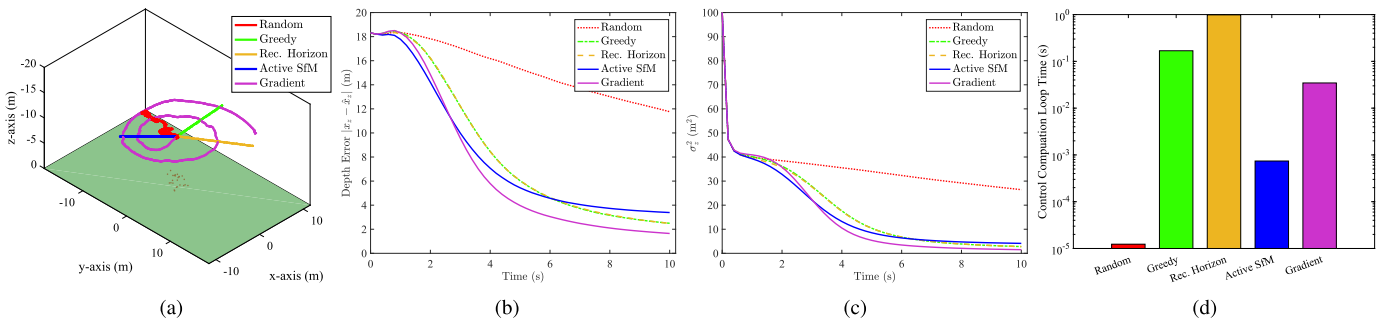 Random
Greedy
Rec. Horizon
Active SfM
Gradient
z-axis (m)
-20
-15
-10
-5
0
-10
0
10
y-axis (m)
-10
0
10
x-axis (m)
(a)
Depth Error |x_z − x̂_z| (m)
20
18
16
14
12
10
8
6
4
2
0
0 2 4 6 8 10
Time (s)
Random
Greedy
Rec. Horizon
Active SfM
Gradient
(b)
σ²_z (m²)
100
90
80
70
60
50
40
30
20
10
0
0 2 4 6 8 10
Time (s)
Random
Greedy
Rec. Horizon
Active SfM
Gradient
(c)
Control Compuation Loop Time (s)
10⁰
10⁻¹
10⁻²
10⁻³
10⁻⁴
10⁻⁵
Random
Greedy
Rec. Horizon
Active SfM
Gradient
(d)